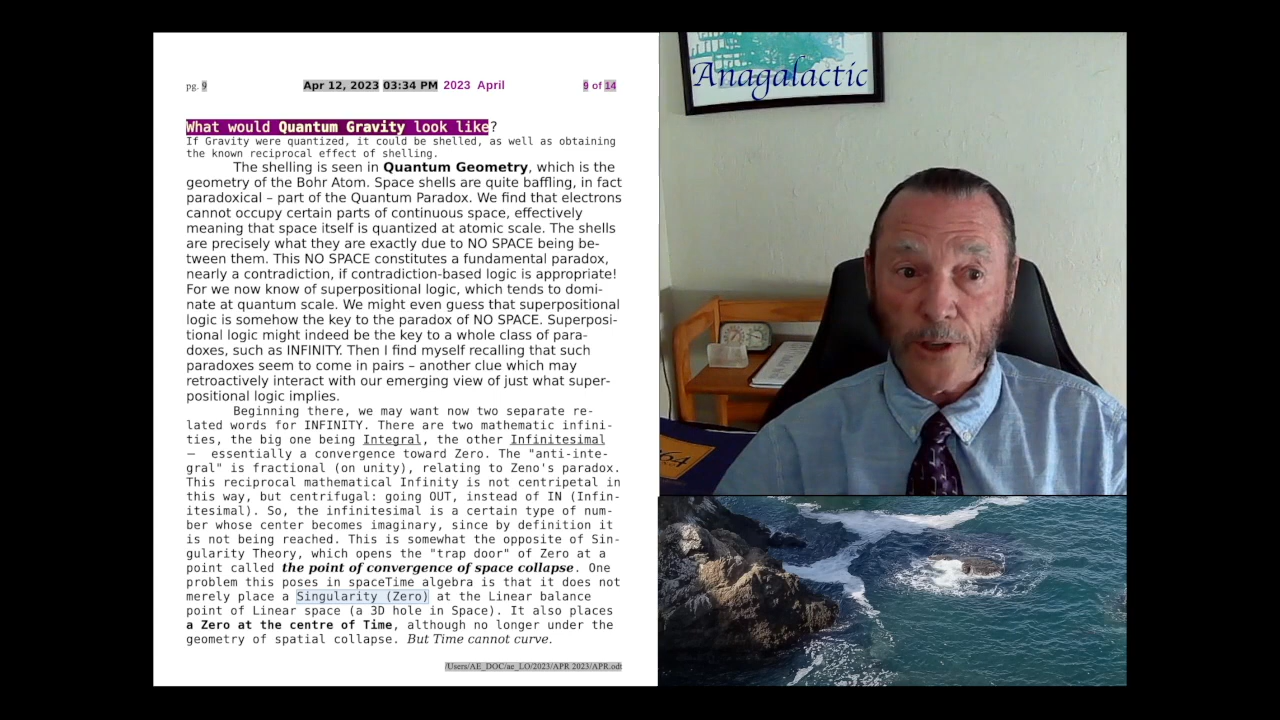 pg. 9 Apr 12, 2023 03:34 PM 2023 April 9 of 14
What would Quantum Gravity look like?
If Gravity were quantized, it could be shelled, as well as obtaining
the known reciprocal effect of shelling.
The shelling is seen in Quantum Geometry, which is the
geometry of the Bohr Atom. Space shells are quite baffling, in fact
paradoxical – part of the Quantum Paradox. We find that electrons
cannot occupy certain parts of continuous space, effectively
meaning that space itself is quantized at atomic scale. The shells
are precisely what they are exactly due to NO SPACE being be-
tween them. This NO SPACE constitutes a fundamental paradox,
nearly a contradiction, if contradiction-based logic is appropriate!
For we now know of superpositional logic, which tends to domi-
nate at quantum scale. We might even guess that superpositional
logic is somehow the key to the paradox of NO SPACE. Superposi-
tional logic might indeed be the key to a whole class of para-
doxes, such as INFINITY. Then I find myself recalling that such
paradoxes seem to come in pairs – another clue which may
retroactively interact with our emerging view of just what super-
positional logic implies.
Beginning there, we may want now two separate re-
lated words for INFINITY. There are two mathematic infini-
ties, the big one being Integral, the other Infinitesimal
– essentially a convergence toward Zero. The "anti-inte-
gral" is fractional (on unity), relating to Zeno's paradox.
This reciprocal mathematical Infinity is not centripetal in
this way, but centrifugal: going OUT, instead of IN (Infin-
itesimal). So, the infinitesimal is a certain type of num-
ber whose center becomes imaginary, since by definition it
is not being reached. This is somewhat the opposite of Sin-
gularity Theory, which opens the "trap door" of Zero at a
point called the point of convergence of space collapse. One
problem this poses in spaceTime algebra is that it does not
merely place a Singularity (Zero) at the Linear balance
point of Linear space (a 3D hole in Space). It also places
a Zero at the centre of Time, although no longer under the
geometry of spatial collapse. But Time cannot curve.
/Users/AE_DOC/ae_LO/2023/APR 2023/APR.odt
Anagalactic
64